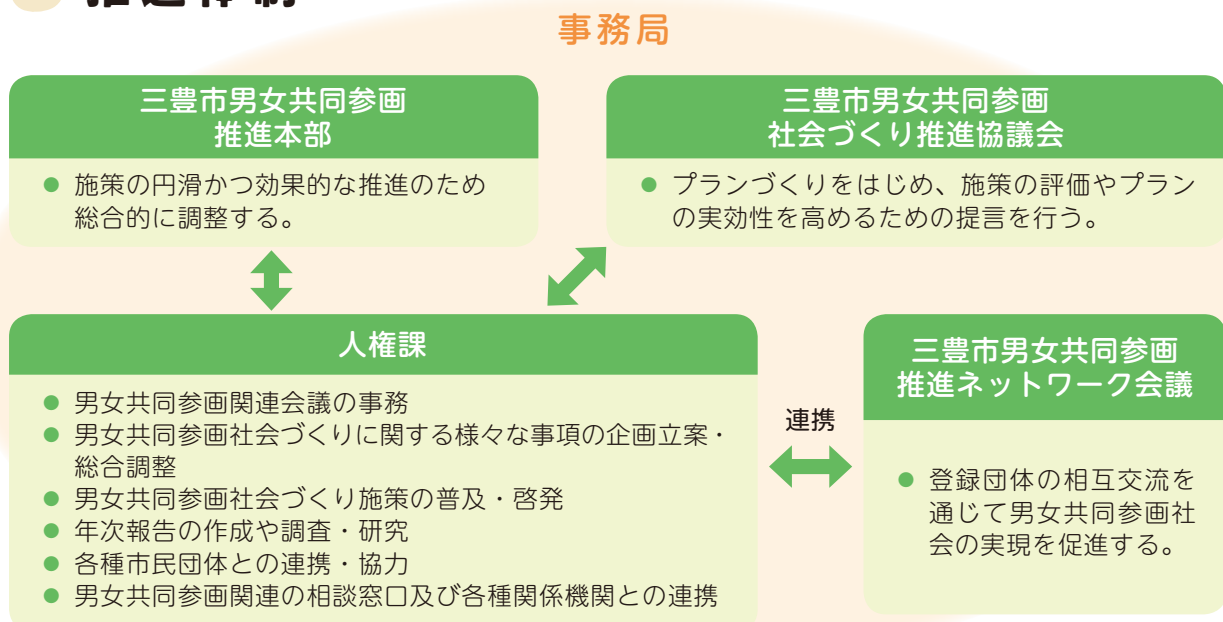 推進体制
事務局
三豊市男女共同参画
推進本部
● 施策の円滑かつ効果的な推進のため
総合的に調整する。
三豊市男女共同参画
社会づくり推進協議会
● プランづくりをはじめ、施策の評価やプラン
の実効性を高めるための提言を行う。
人権課
● 男女共同参画関連会議の事務
● 男女共同参画社会づくりに関する様々な事項の企画立案・
総合調整
● 男女共同参画社会づくり施策の普及・啓発
● 年次報告の作成や調査・研究
● 各種市民団体との連携・協力
● 男女共同参画関連の相談窓口及び各種関係機関との連携
連携
三豊市男女共同参画
推進ネットワーク会議
● 登録団体の相互交流を
通じて男女共同参画社
会の実現を促進する。